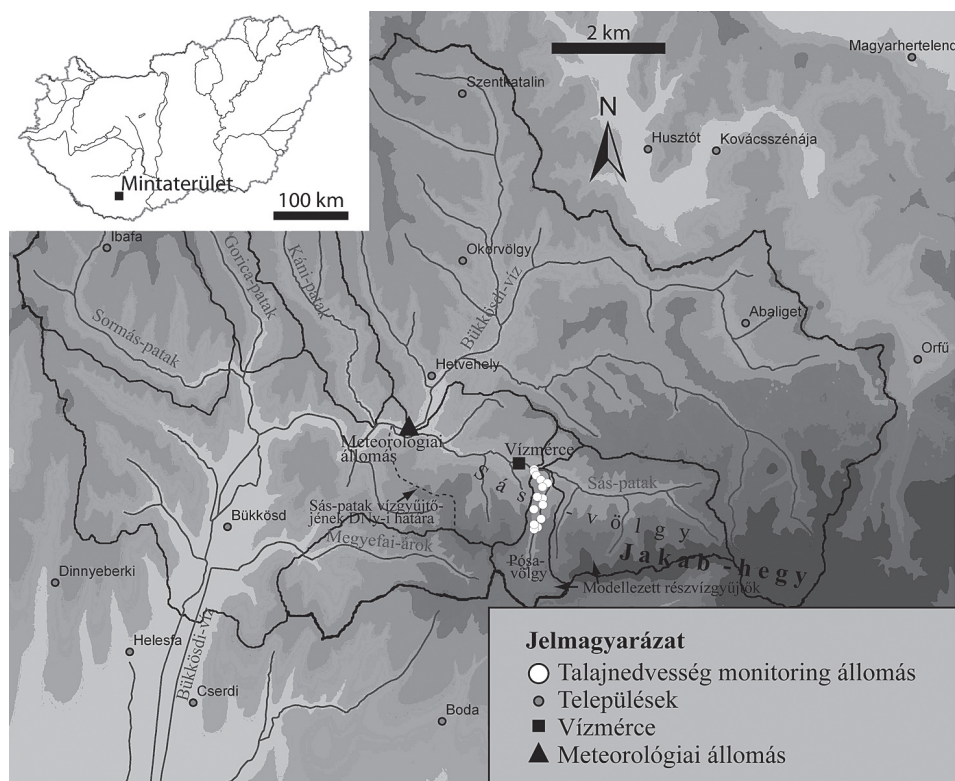 Mintaterület
100 km
2 km
N
Magyarhertelend
Szentkatalin
Husztót
Kovácsszénája
Ibafa
Gorica-patak
Káni-patak
Okorvölgy
Bükkösdi-víz
Sormás-patak
Abaliget
Orfű
Hetvehely
Meteorológiai
állomás
Vízmérce
Sás
-völgy
Sás-patak
Sás-patak vízgyűjtő-
jének DNy-i határa
Bükkösd
Megyefai-árok
Pósa-
völgy
Jakab-hegy
Modellezett részvízgyűjtők
Dinnyeberki
Helesfa
Bükkösdi-víz
Cserdi
Boda
Jelmagyarázat
Talajnedvesség monitoring állomás
Települések
Vízmérce
Meteorológiai állomás